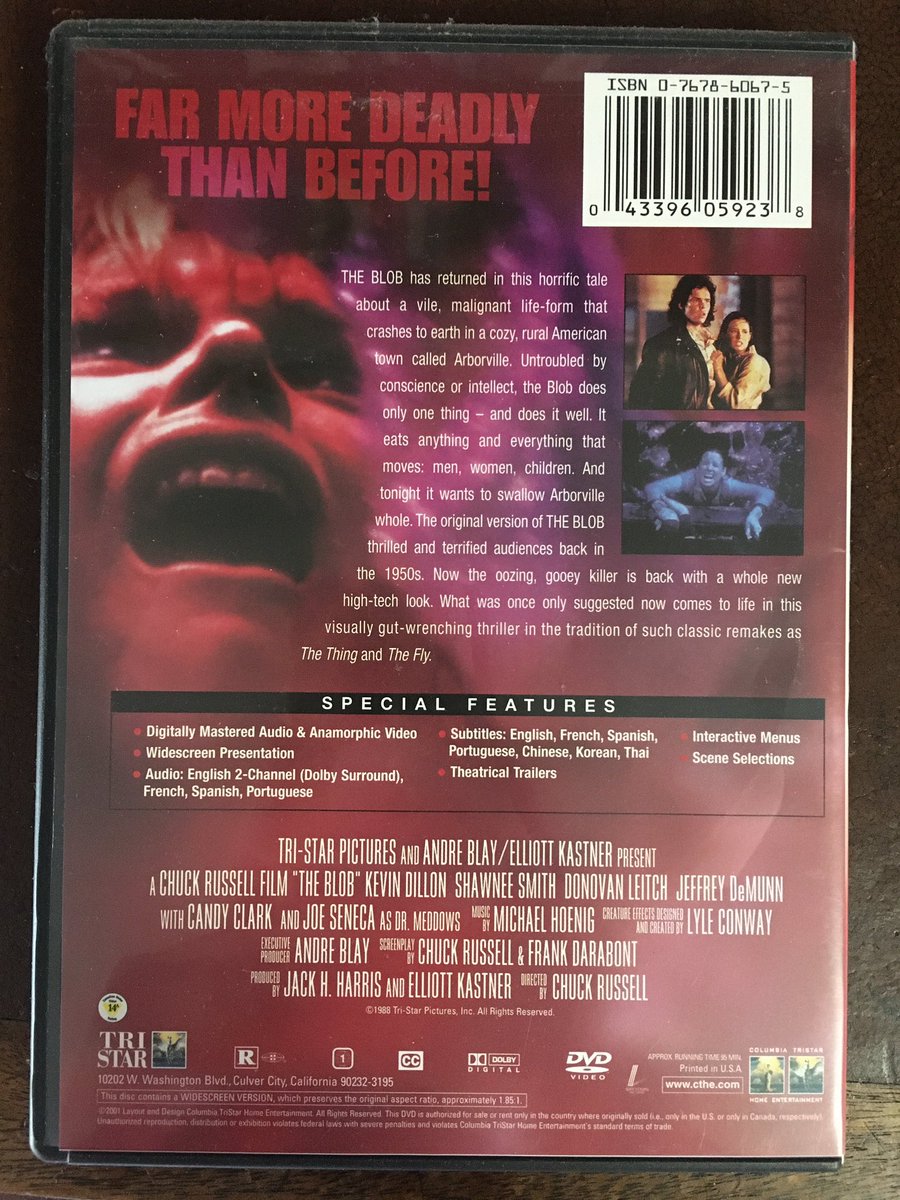 FAR MORE DEADLY
THAN BEFORE!
ISBN 0-7678-6067-5
0 43396 05923 8
THE BLOB has returned in this horrific tale
about a vile, malignant life-form that
crashes to earth in a cozy, rural American
town called Arborville. Untroubled by
conscience or intellect, the Blob does
only one thing – and does it well. It
eats anything and everything that
moves: men, women, children. And
tonight it wants to swallow Arborville
whole. The original version of THE BLOB
thrilled and terrified audiences back in
the 1950s. Now the oozing, gooey killer is back with a whole new
high-tech look. What was once only suggested now comes to life in this
visually gut-wrenching thriller in the tradition of such classic remakes as
The Thing and The Fly.
SPECIAL FEATURES
• Digitally Mastered Audio & Anamorphic Video
• Widescreen Presentation
• Audio: English 2-Channel (Dolby Surround),
French, Spanish, Portuguese
• Subtitles: English, French, Spanish,
Portuguese, Chinese, Korean, Thai
• Theatrical Trailers
• Interactive Menus
• Scene Selections
TRI-STAR PICTURES AND ANDRE BLAY/ELLIOTT KASTNER PRESENT
A CHUCK RUSSELL FILM "THE BLOB" KEVIN DILLON SHAWNEE SMITH DONOVAN LEITCH JEFFREY DeMUNN
WITH CANDY CLARK AND JOE SENECA AS DR. MEDDOWS MUSIC BY MICHAEL HOENIG CREATURE EFFECTS DESIGNED AND CREATED BY LYLE CONWAY
EXECUTIVE PRODUCER ANDRE BLAY SCREENPLAY BY CHUCK RUSSELL & FRANK DARABONT
PRODUCED BY JACK H. HARRIS AND ELLIOTT KASTNER DIRECTED BY CHUCK RUSSELL
©1988 Tri-Star Pictures, Inc. All Rights Reserved.
14
TRI
STAR
R
1
CC
DOLBY
DIGITAL
DVD
VIDEO
APPROX. RUNNING TIME 95 MIN.
Printed in U.S.A
www.cthe.com
COLUMBIA TRISTAR
HOME ENTERTAINMENT
10202 W. Washington Blvd., Culver City, California 90232-3195
This disc contains a WIDESCREEN VERSION, which preserves the original aspect ratio, approximately 1.85:1.
©2001 Layout and Design Columbia TriStar Home Entertainment. All Rights Reserved. This DVD is authorized for sale or rent only in the country where originally sold (i.e., only in the U.S. or only in Canada, respectively).
Unauthorized reproduction, distribution or exhibition violates federal laws with severe penalties and violates Columbia TriStar Home Entertainment's standard terms of trade.